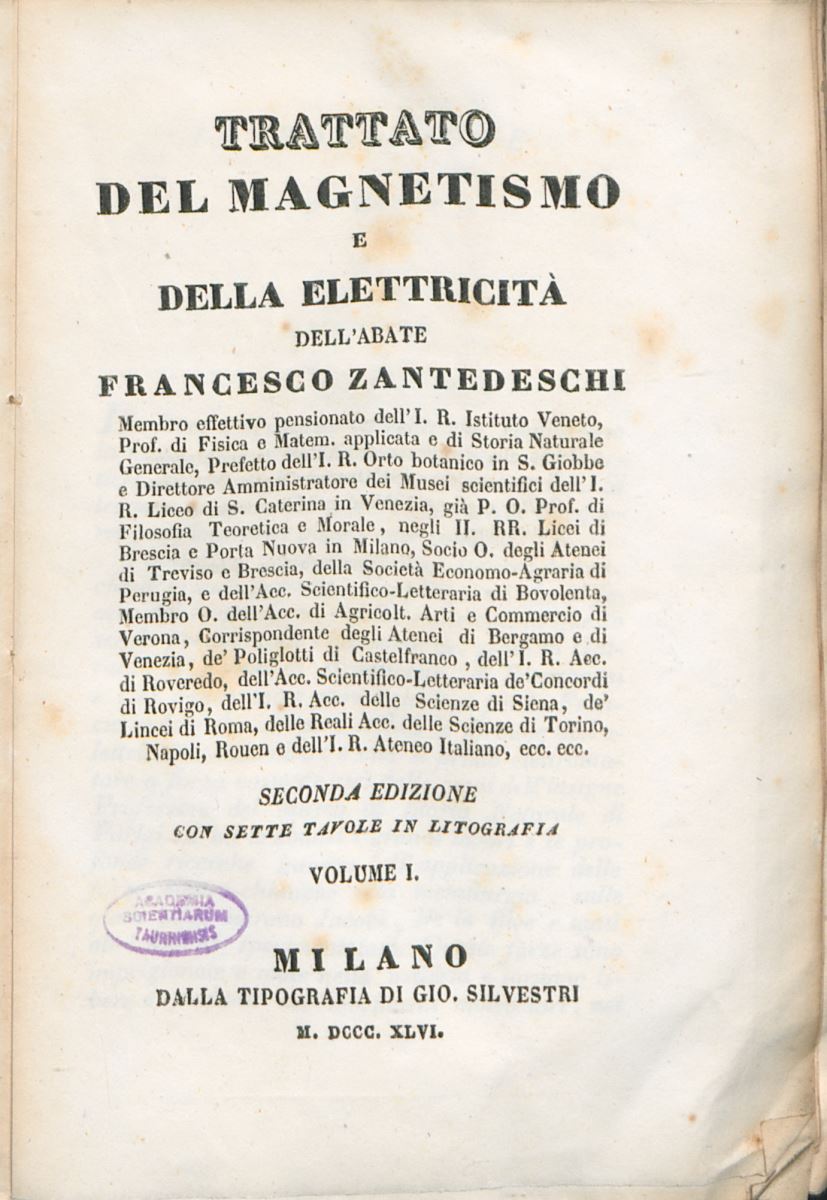 TRATTATO
DEL MAGNETISMO
E
DELLA ELETTRICITÀ
DELL'ABATE
FRANCESCO ZANTEDESCHI
Membro effettivo pensionato dell'I. R. Istituto Veneto,
Prof. di Fisica e Matem. applicata e di Storia Naturale
Generale, Prefetto dell'I. R. Orto botanico in S. Giobbe
e Direttore Amministratore dei Musei scientifici dell'I.
R. Liceo di S. Caterina in Venezia, già P. O. Prof. di
Filosofia Teoretica e Morale, negli II. RR. Licei di
Brescia e Porta Nuova in Milano, Socio O. degli Atenei
di Treviso e Brescia, della Società Economo-Agraria di
Perugia, e dell'Acc. Scientifico-Letteraria di Bovolenta,
Membro O. dell'Acc. di Agricolt. Arti e Commercio di
Verona, Corrispondente degli Atenei di Bergamo e di
Venezia, de' Poliglotti di Castelfranco, dell'I. R. Acc.
di Roveredo, dell'Acc. Scientifico-Letteraria de'Concordi
di Rovigo, dell'I. R. Acc. delle Scienze di Siena, de'
Lincei di Roma, delle Reali Acc. delle Scienze di Torino,
Napoli, Rouen e dell'I. R. Ateneo Italiano, ecc. ecc.
SECONDA EDIZIONE
CON SETTE TAVOLE IN LITOGRAFIA
VOLUME I.
ACADEMIA
SCIENTIARUM
TAURINENSIS
MILANO
DALLA TIPOGRAFIA DI GIO. SILVESTRI
M. DCCC. XLVI.